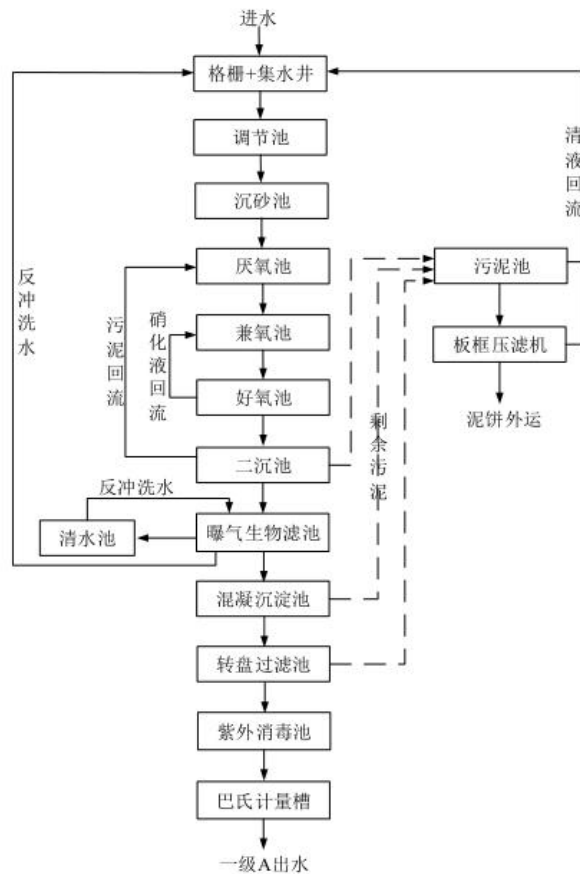 进水
格栅+集水井
调节池
沉砂池
厌氧池
兼氧池
好氧池
二沉池
曝气生物滤池
混凝沉淀池
转盘过滤池
紫外消毒池
巴氏计量槽
一级A出水
反冲洗水
污泥回流
硝化液回流
反冲洗水
清水池
剩余污泥
清液回流
污泥池
板框压滤机
泥饼外运